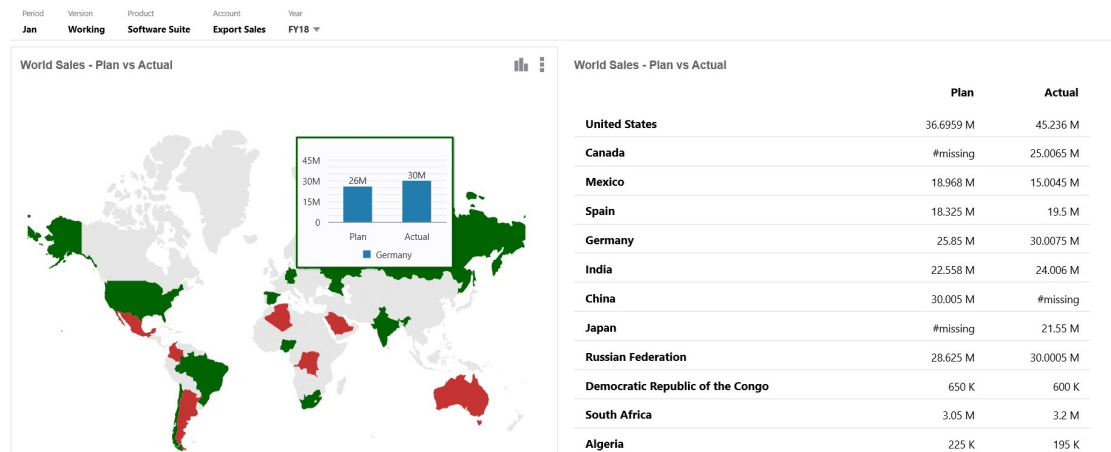 Period Version Product Account Year
Jan Working Software Suite Export Sales FY18
World Sales - Plan vs Actual
45M
30M
15M
0
26M
30M
Plan Actual
Germany
World Sales - Plan vs Actual
Plan Actual
United States 36.6959 M 45.236 M
Canada #missing 25.0065 M
Mexico 18.968 M 15.0045 M
Spain 18.325 M 19.5 M
Germany 25.85 M 30.0075 M
India 22.558 M 24.006 M
China 30.005 M #missing
Japan #missing 21.55 M
Russian Federation 28.625 M 30.0005 M
Democratic Republic of the Congo 650 K 600 K
South Africa 3.05 M 3.2 M
Algeria 225 K 195 K